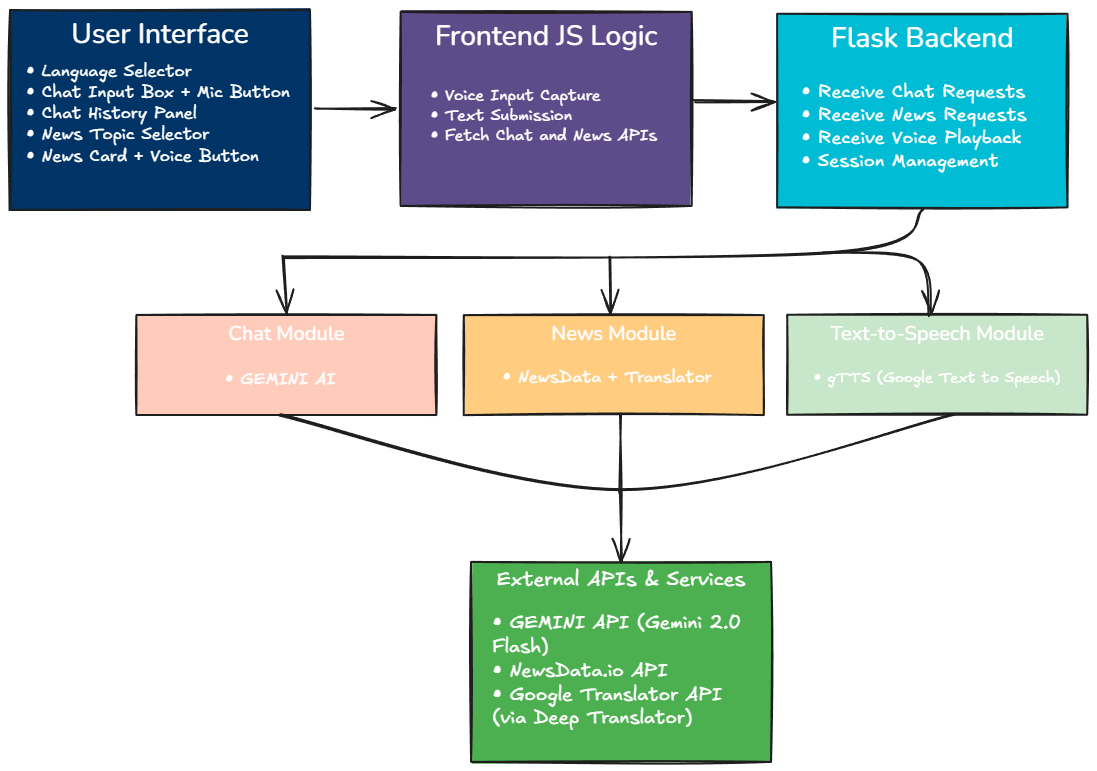 User Interface
• Language Selector
• Chat Input Box + Mic Button
• Chat History Panel
• News Topic Selector
• News Card + Voice Button
Frontend JS Logic
• Voice Input Capture
• Text Submission
• Fetch Chat and News APIs
Flask Backend
• Receive Chat Requests
• Receive News Requests
• Receive Voice Playback
• Session Management
Chat Module
• GEMINI AI
News Module
• NewsData + Translator
Text-to-Speech Module
• gTTS (Google Text to Speech)
External APIs & Services
• GEMINI API (Gemini 2.0
Flash)
• NewsData.io API
• Google Translator API
(via Deep Translator)